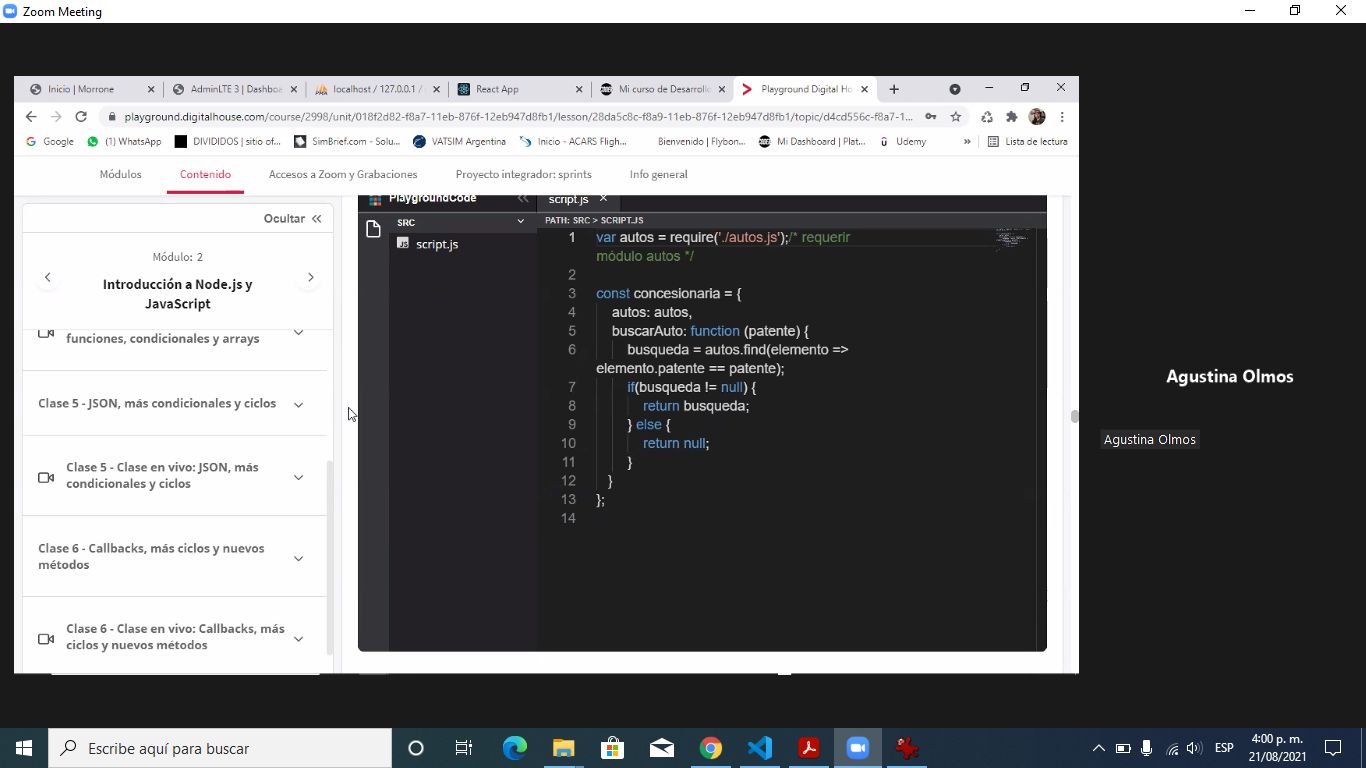 Zoom Meeting
Inicio | Morrone
AdminLTE 3 | Dashboa
localhost / 127.0.0.1 /
React App
Mi curso de Desarrollo
Playground Digital Ho
playground.digitalhouse.com/course/2998/unit/018f2d82-f8a7-11eb-876f-12eb947d8fb1/lesson/28da5c8c-f8a9-11eb-876f-12eb947d8fb1/topic/d4cd556c-f8a7-1...
Google
(1) WhatsApp
DIVIDIDOS | sitio of...
SimBrief.com - Solu...
VATSIM Argentina
Inicio - ACARS Fligh...
Bienvenido | Flybon...
Mi Dashboard | Plat...
Udemy
»
Lista de lectura
Módulos
Contenido
Accesos a Zoom y Grabaciones
Proyecto integrador: sprints
Info general
Ocultar
Módulo: 2
Introducción a Node.js y
JavaScript
funciones, condicionales y arrays
Clase 5 - JSON, más condicionales y ciclos
Clase 5 - Clase en vivo: JSON, más
condicionales y ciclos
Clase 6 - Callbacks, más ciclos y nuevos
métodos
Clase 6 - Clase en vivo: Callbacks, más
ciclos y nuevos métodos
PlaygroundCode
SRC
JS script.js
script.js
PATH: SRC > SCRIPT.JS
1 var autos = require('./autos.js');/* requerir
módulo autos */
2
3 const concesionaria = {
4 autos: autos,
5 buscarAuto: function (patente) {
6 busqueda = autos.find(elemento =>
elemento.patente == patente);
7 if(busqueda != null) {
8 return busqueda;
9 } else {
10 return null;
11 }
12 }
13 };
14
Agustina Olmos
Agustina Olmos
Escribe aquí para buscar
ESP
4:00 p. m.
21/08/2021